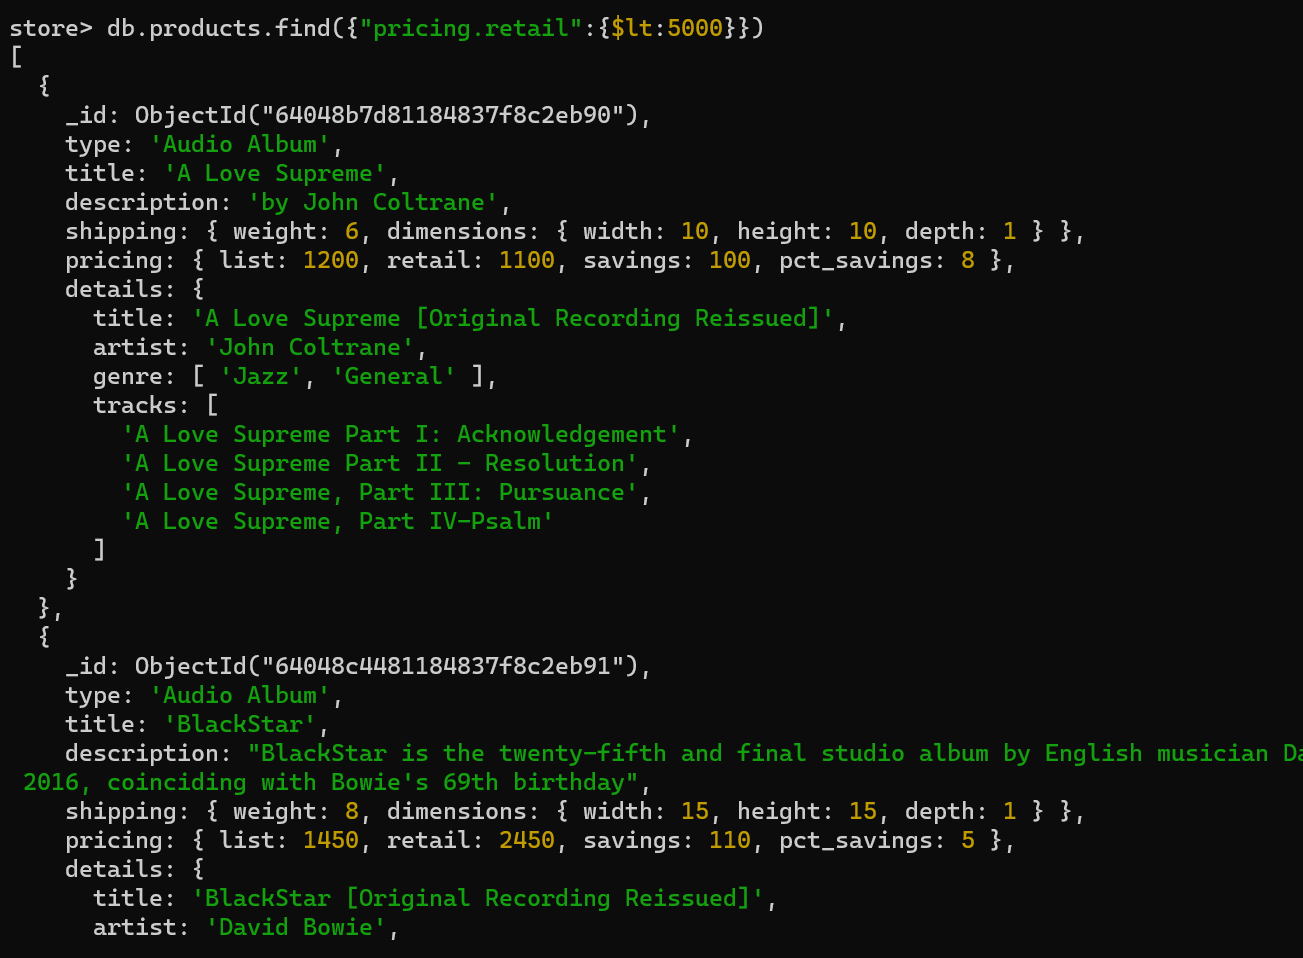 store> db.products.find({"pricing.retail":{$lt:5000}})
[
  {
    _id: ObjectId("64048b7d81184837f8c2eb90"),
    type: 'Audio Album',
    title: 'A Love Supreme',
    description: 'by John Coltrane',
    shipping: { weight: 6, dimensions: { width: 10, height: 10, depth: 1 } },
    pricing: { list: 1200, retail: 1100, savings: 100, pct_savings: 8 },
    details: {
      title: 'A Love Supreme [Original Recording Reissued]',
      artist: 'John Coltrane',
      genre: [ 'Jazz', 'General' ],
      tracks: [
        'A Love Supreme Part I: Acknowledgement',
        'A Love Supreme Part II - Resolution',
        'A Love Supreme, Part III: Pursuance',
        'A Love Supreme, Part IV-Psalm'
      ]
    }
  },
  {
    _id: ObjectId("64048c4481184837f8c2eb91"),
    type: 'Audio Album',
    title: 'BlackStar',
    description: "BlackStar is the twenty-fifth and final studio album by English musician Da
 2016, coinciding with Bowie's 69th birthday",
    shipping: { weight: 8, dimensions: { width: 15, height: 15, depth: 1 } },
    pricing: { list: 1450, retail: 2450, savings: 110, pct_savings: 5 },
    details: {
      title: 'BlackStar [Original Recording Reissued]',
      artist: 'David Bowie',